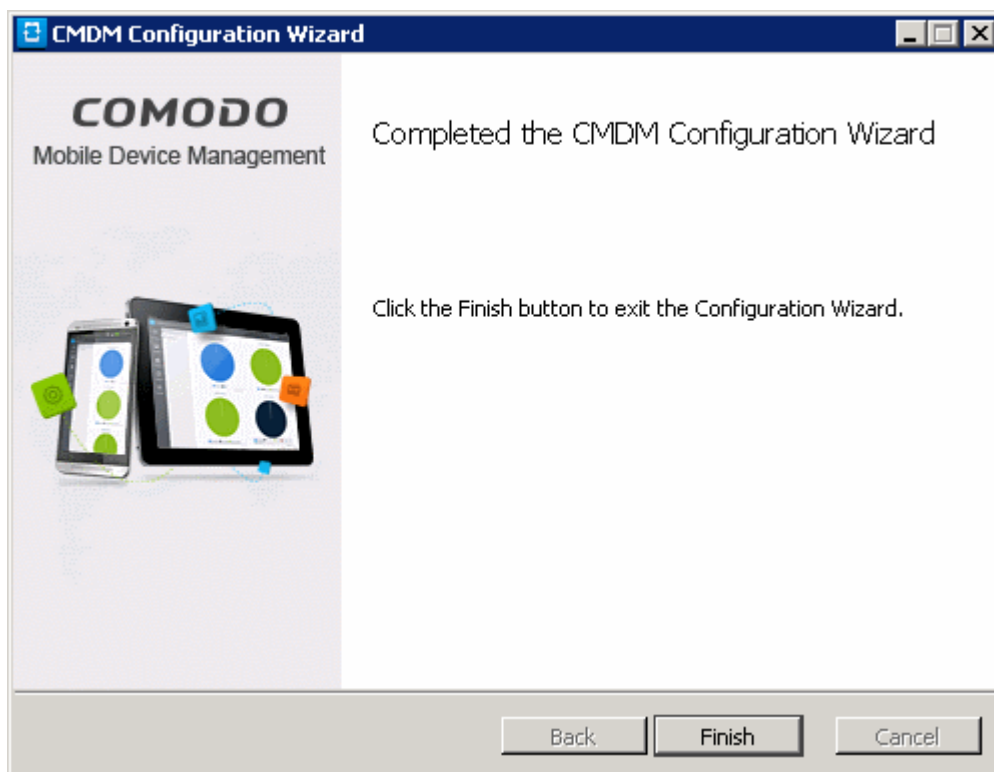 CMDM Configuration Wizard
COMODO
Mobile Device Management
Completed the CMDM Configuration Wizard
Click the Finish button to exit the Configuration Wizard.
Back
Finish
Cancel